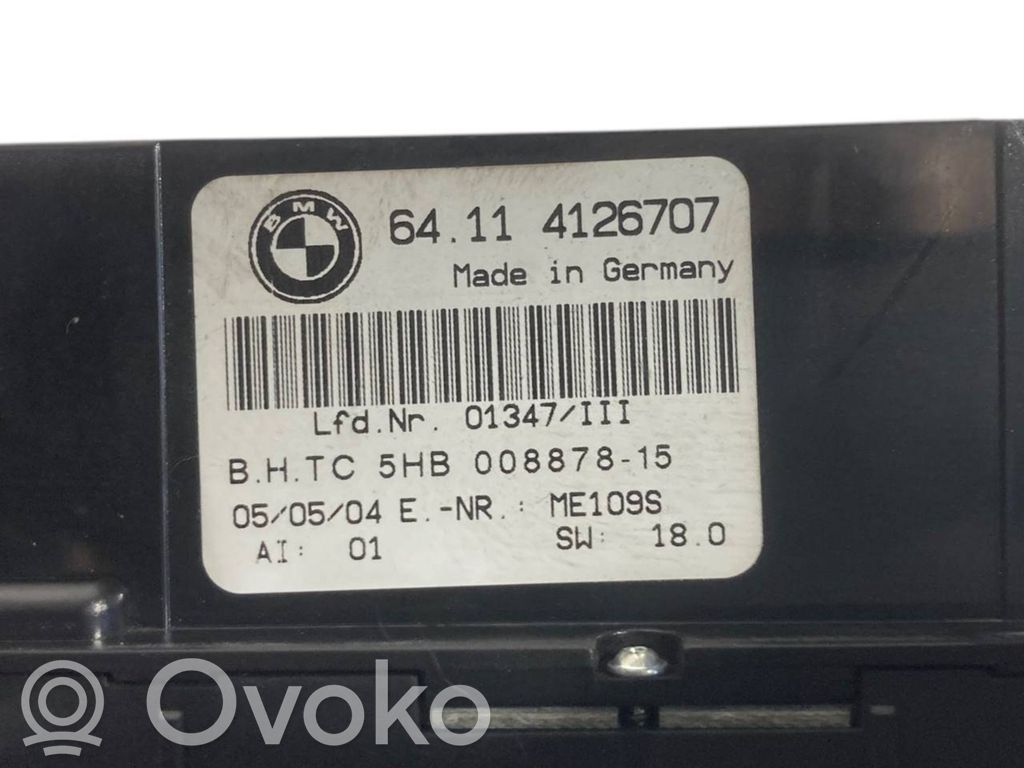 BMW
64.11 4126707
Made in Germany
Lfd.Nr. 01347/III
B.H.TC 5HB 008878-15
05/05/04 E.-NR.: ME109S
AI: 01 SW: 18.0
Ovoko